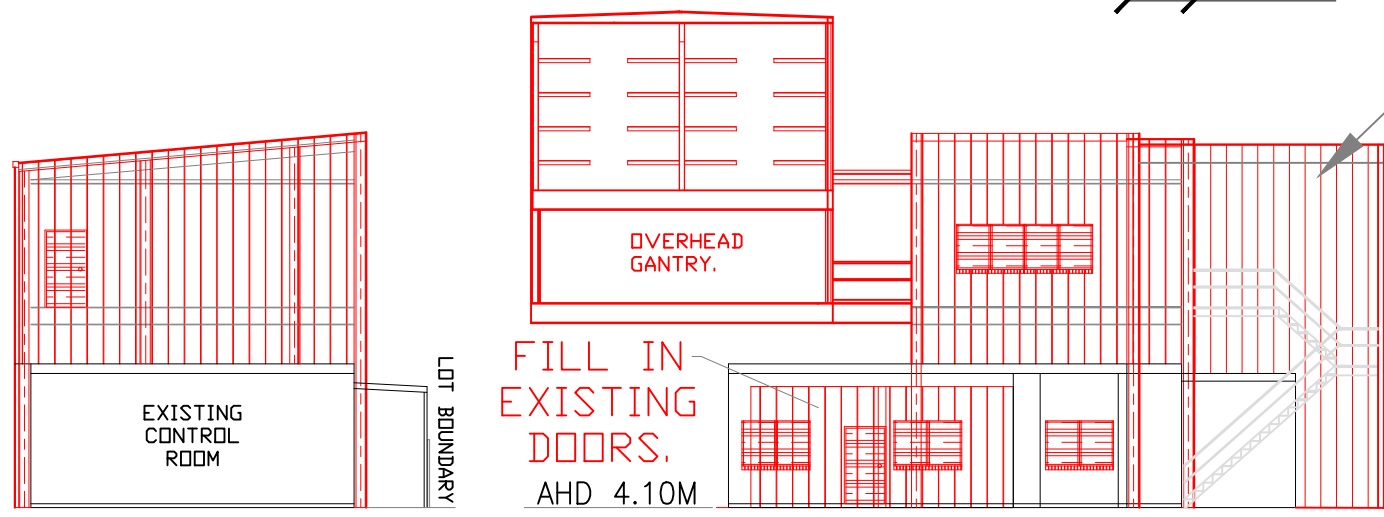 OVERHEAD
GANTRY.
FILL IN
EXISTING
DOORS.
AHD 4.10M
EXISTING
CONTROL
ROOM
LOT BOUNDARY